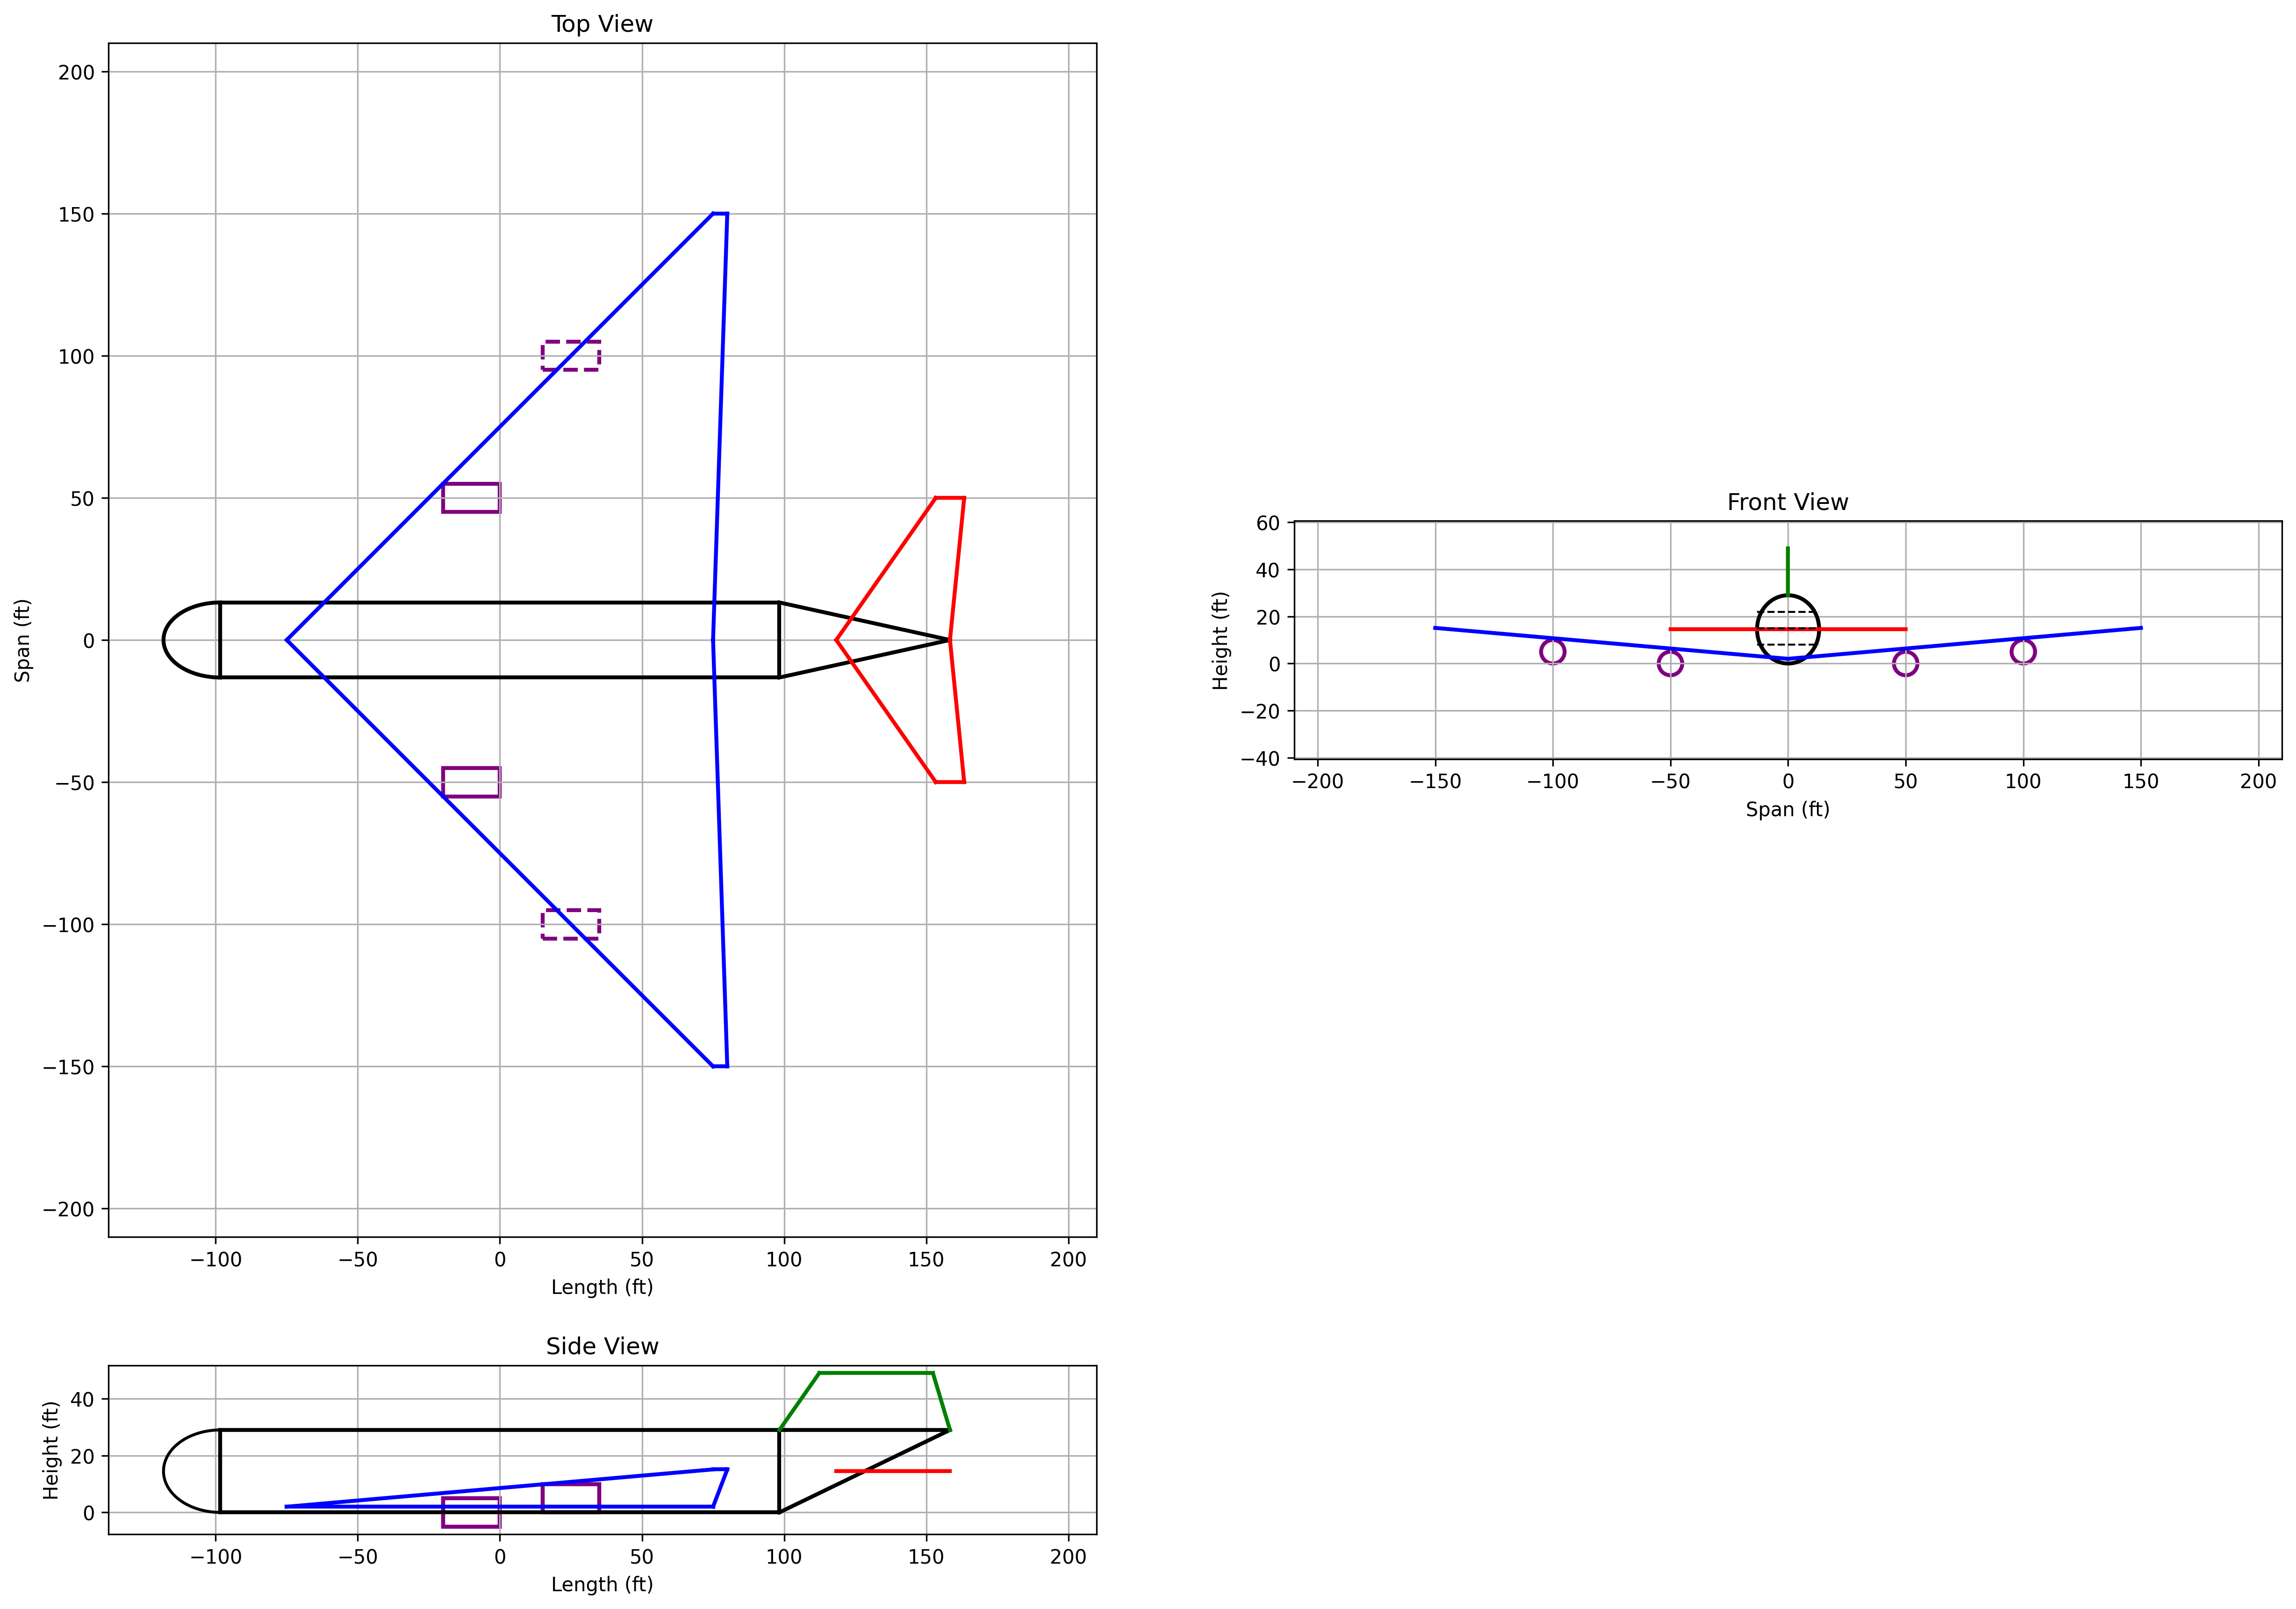 Top View
200
150
100
50
0
−50
−100
−150
−200
Span (ft)
−100 −50 0 50 100 150 200
Length (ft)
Front View
60
40
20
0
−20
−40
Height (ft)
−200 −150 −100 −50 0 50 100 150 200
Span (ft)
Side View
40
20
0
Height (ft)
−100 −50 0 50 100 150 200
Length (ft)